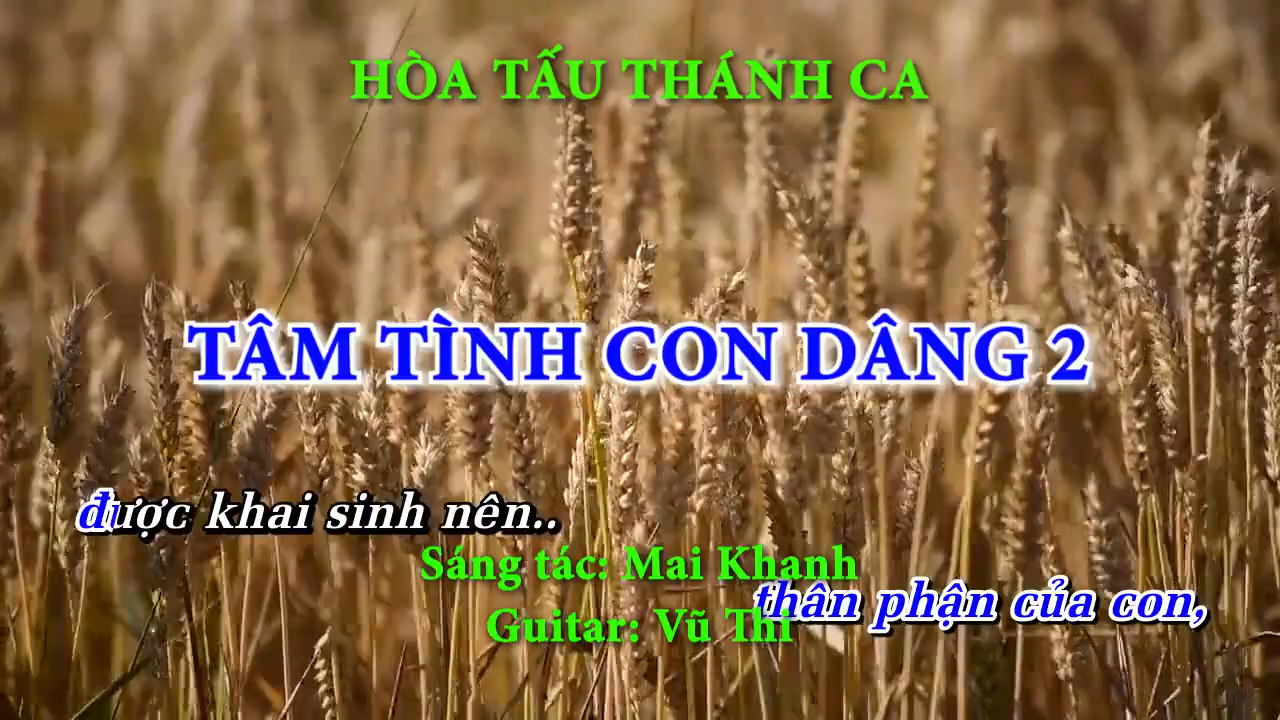 HÒA TẤU THÁNH CA
TÂM TÌNH CON DÂNG 2
được khai sinh nên..
Sáng tác: Mai Khanh
thân phận của con,
Guitar: Vũ Thi